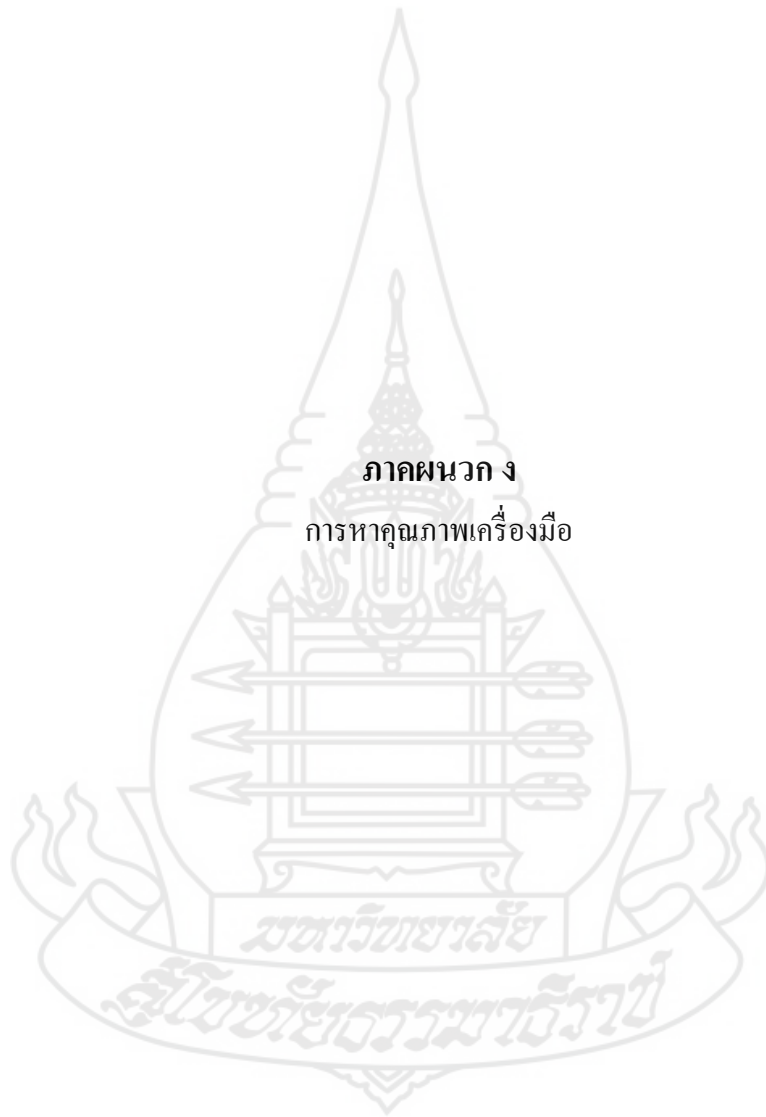 ภาคผนวก ง
การหาคุณภาพเครื่องมือ
มหาวิทยาลัย
สุโขทัยธรรมาธิราช